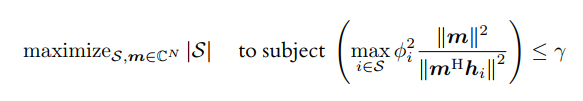 maximize_{\mathcal{S}, \boldsymbol{m} \in \mathbb{C}^N} |\mathcal{S}| to subject \left( \max_{i \in \mathcal{S}} \phi_i^2 \frac{\|\boldsymbol{m}\|^2}{\|\boldsymbol{m}^{\mathrm{H}} \boldsymbol{h}_i\|^2} \right) \leq \gamma